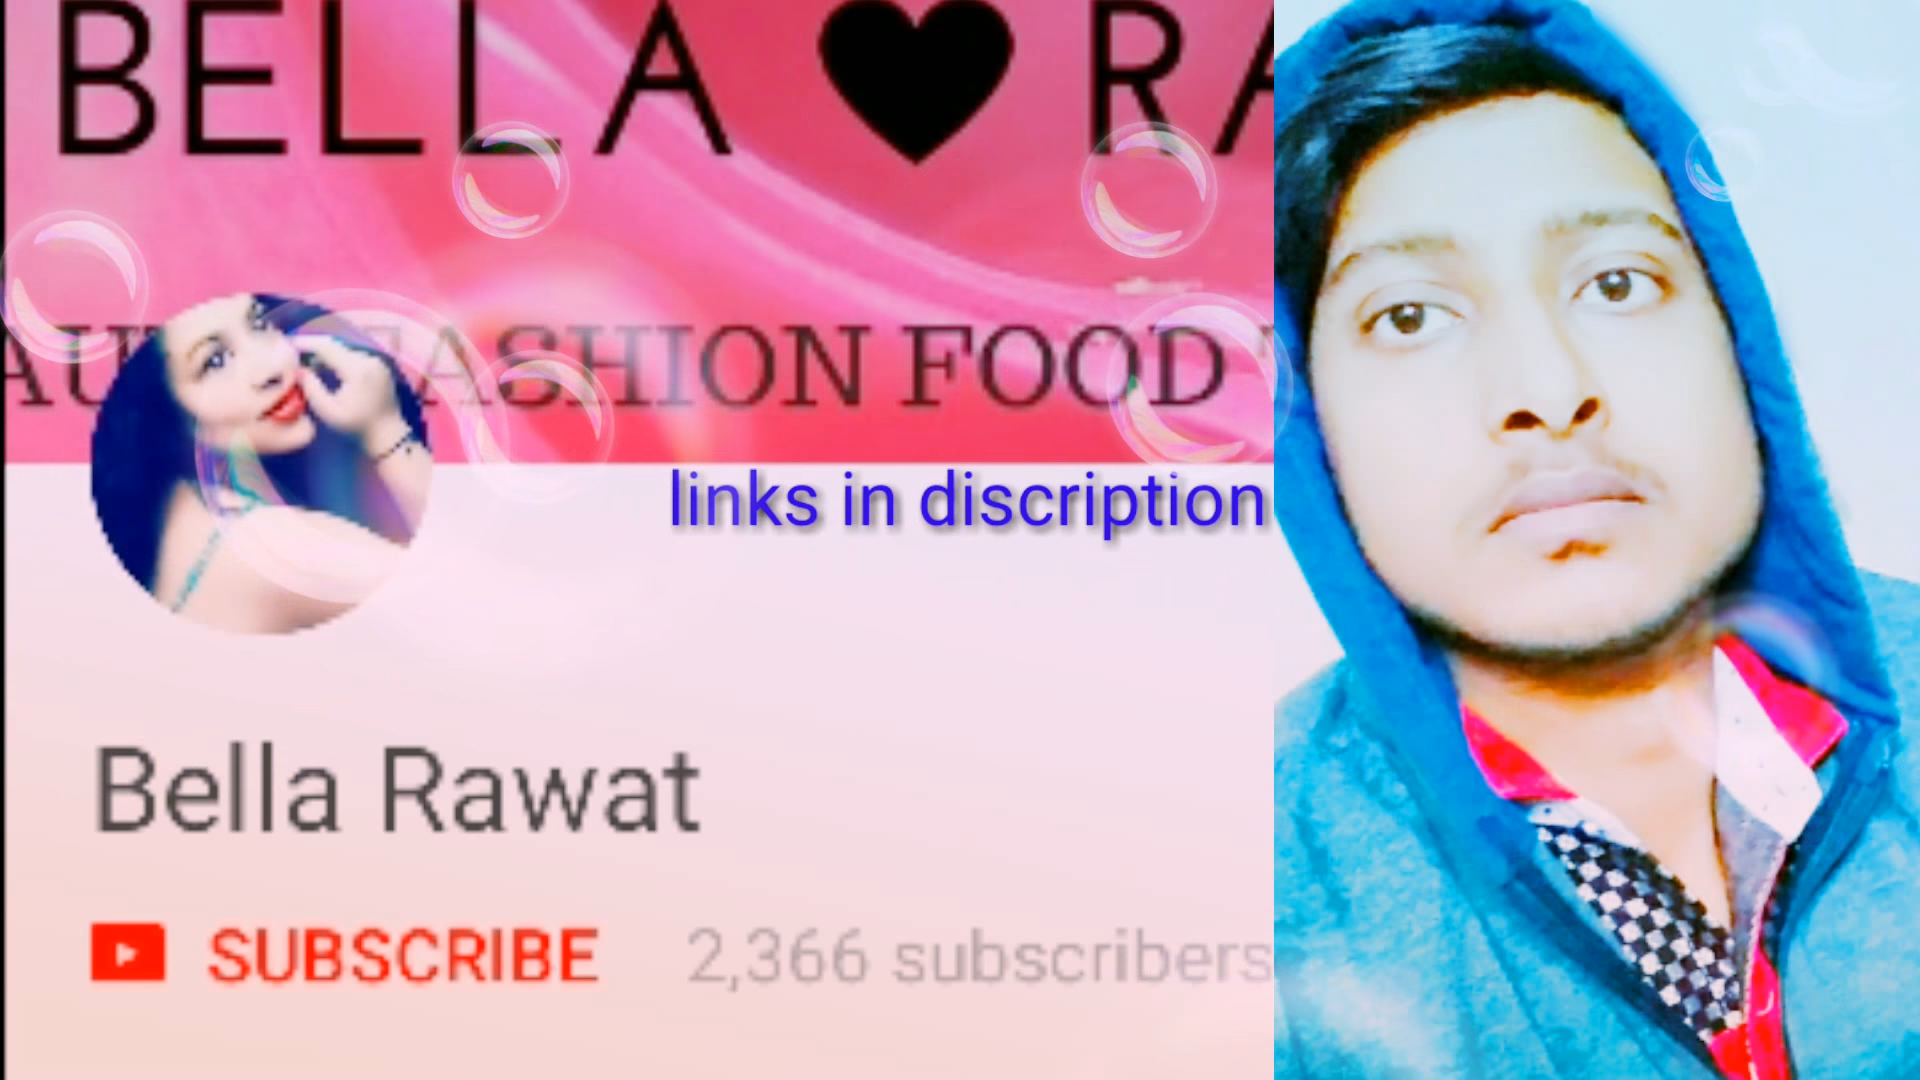 BELLA ♥ RA
FASHION FOOD
links in discription
Bella Rawat
SUBSCRIBE 2,366 subscribers